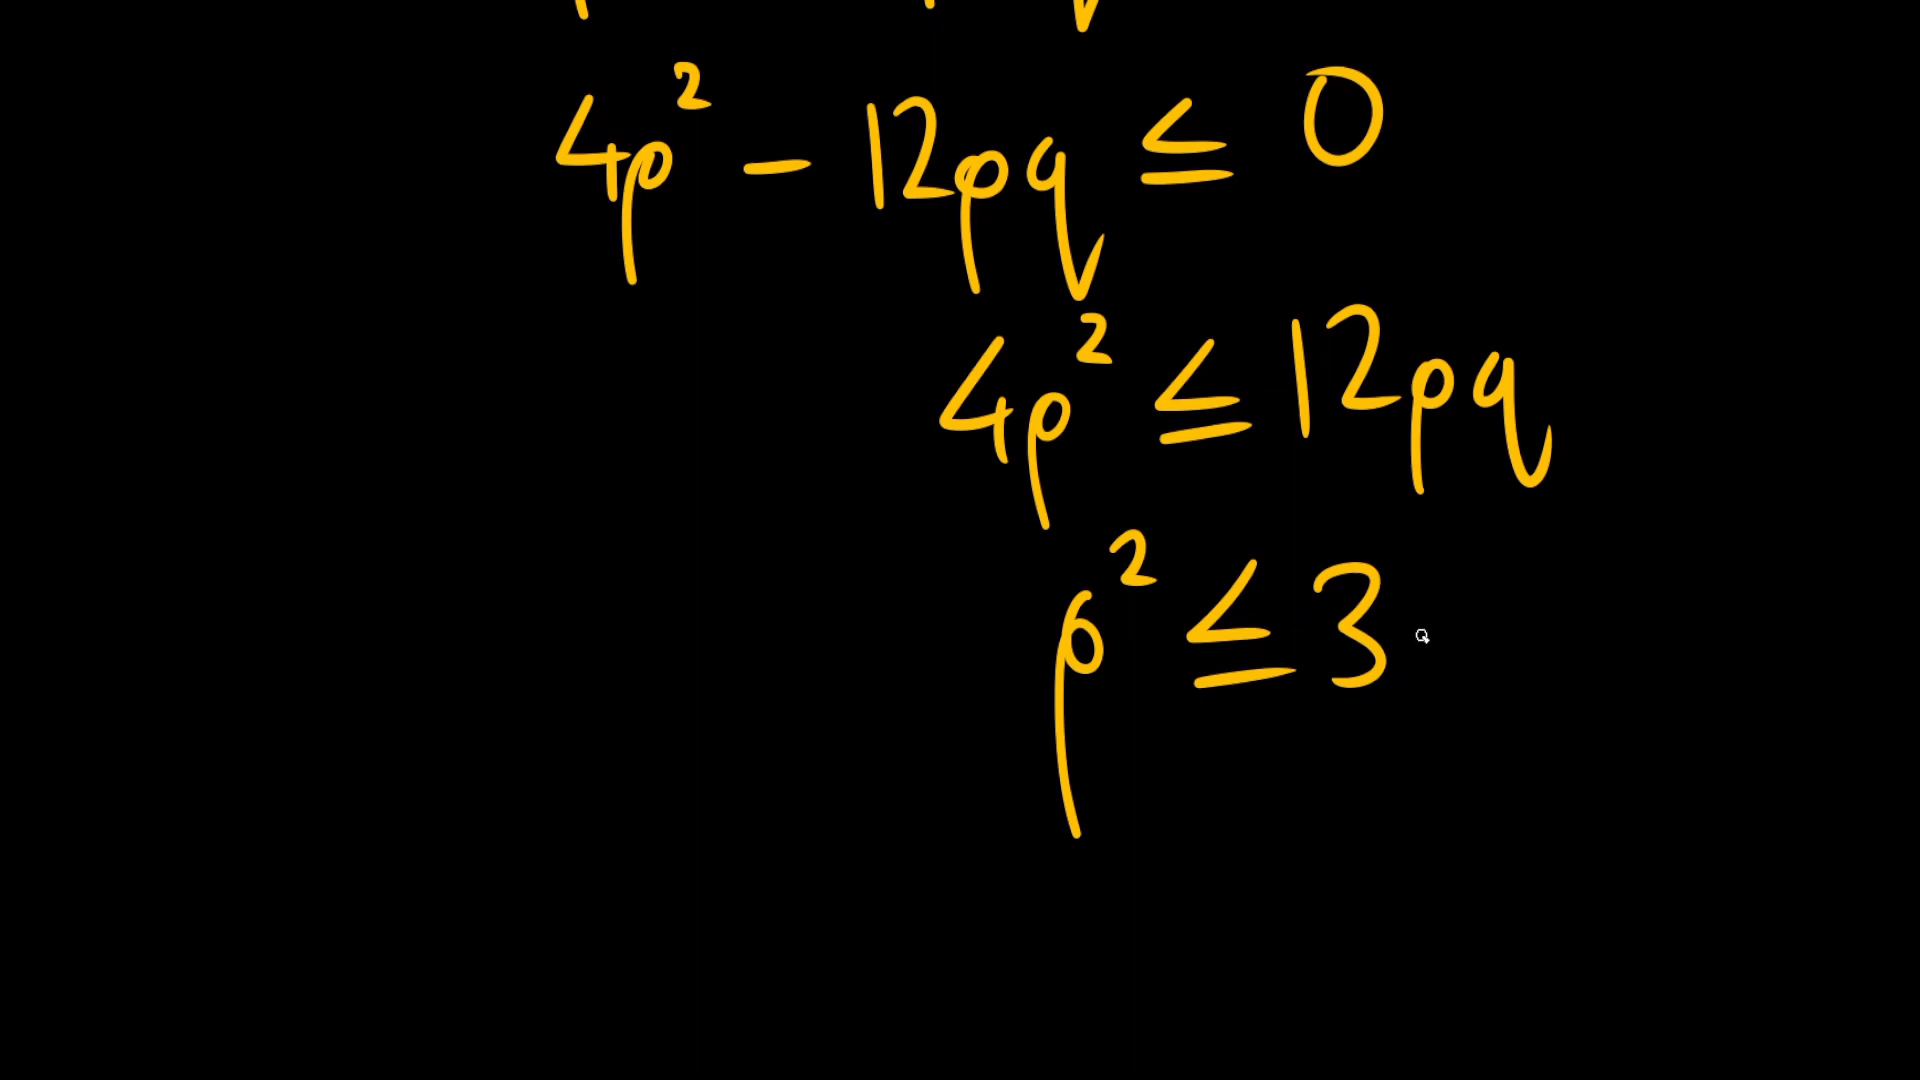 4p² - 12pq ≤ 0
4p² ≤ 12pq
p² ≤ 3